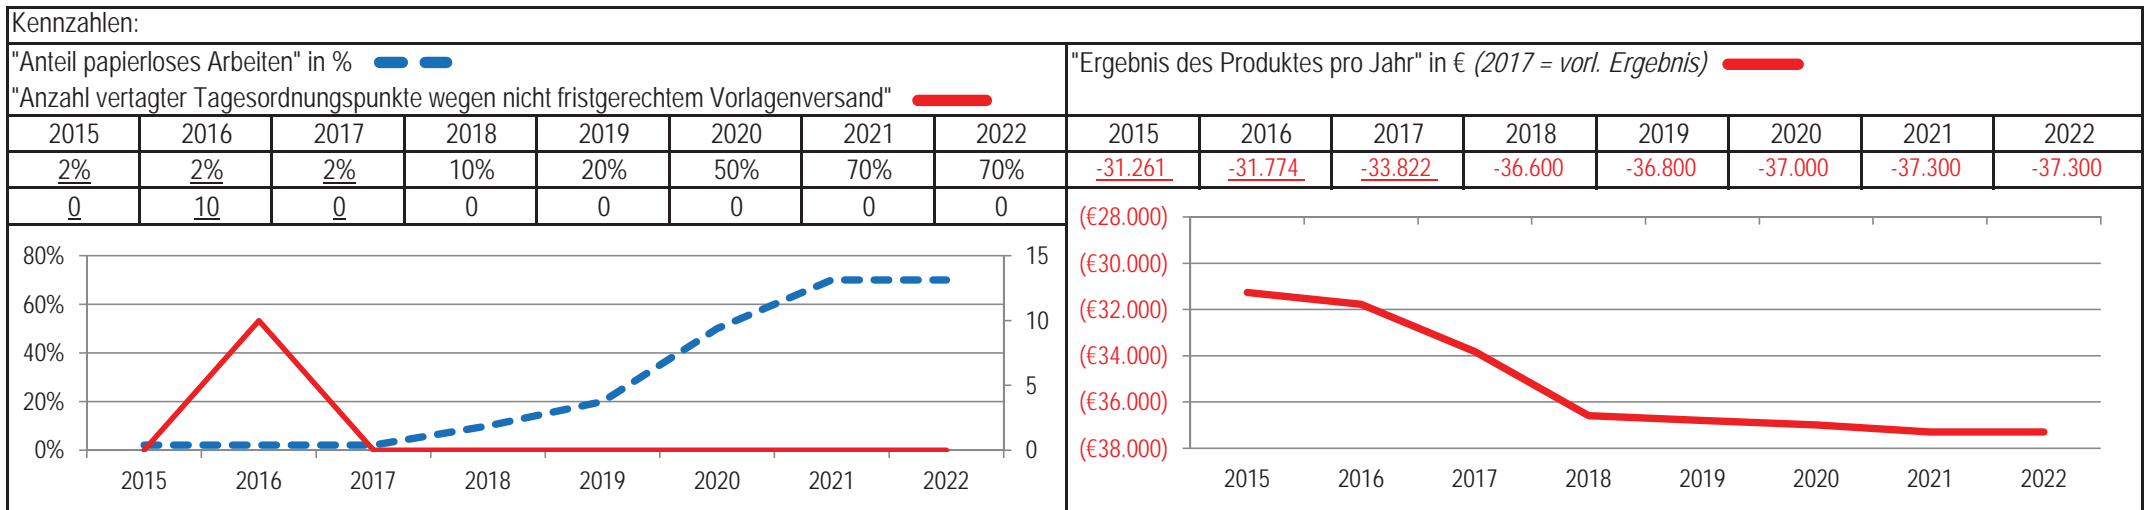 Kennzahlen:
"Anteil papierloses Arbeiten" in %
"Anzahl vertagter Tagesordnungspunkte wegen nicht fristgerechtem Vorlagenversand"
2015 2016 2017 2018 2019 2020 2021 2022
2% 2% 2% 10% 20% 50% 70% 70%
0 10 0 0 0 0 0 0
80%
60%
40%
20%
0%
15
10
5
0
2015 2016 2017 2018 2019 2020 2021 2022
"Ergebnis des Produktes pro Jahr" in € (2017 = vorl. Ergebnis)
2015 2016 2017 2018 2019 2020 2021 2022
-31.261 -31.774 -33.822 -36.600 -36.800 -37.000 -37.300 -37.300
(€28.000)
(€30.000)
(€32.000)
(€34.000)
(€36.000)
(€38.000)
2015 2016 2017 2018 2019 2020 2021 2022